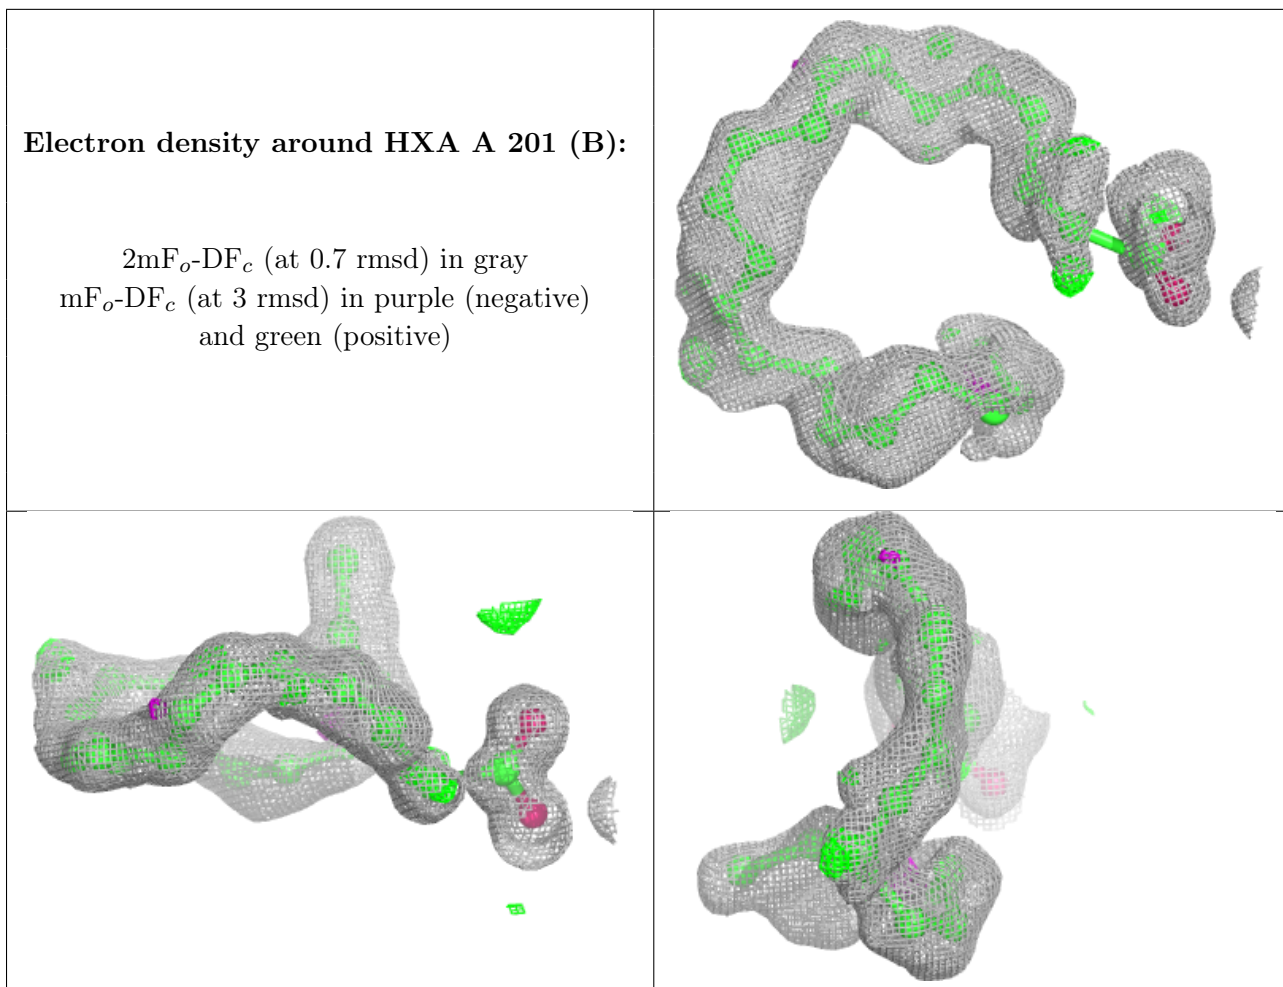 Electron density around HXA A 201 (B):
2mFo-DFc (at 0.7 rmsd) in gray
mFo-DFc (at 3 rmsd) in purple (negative)
and green (positive)